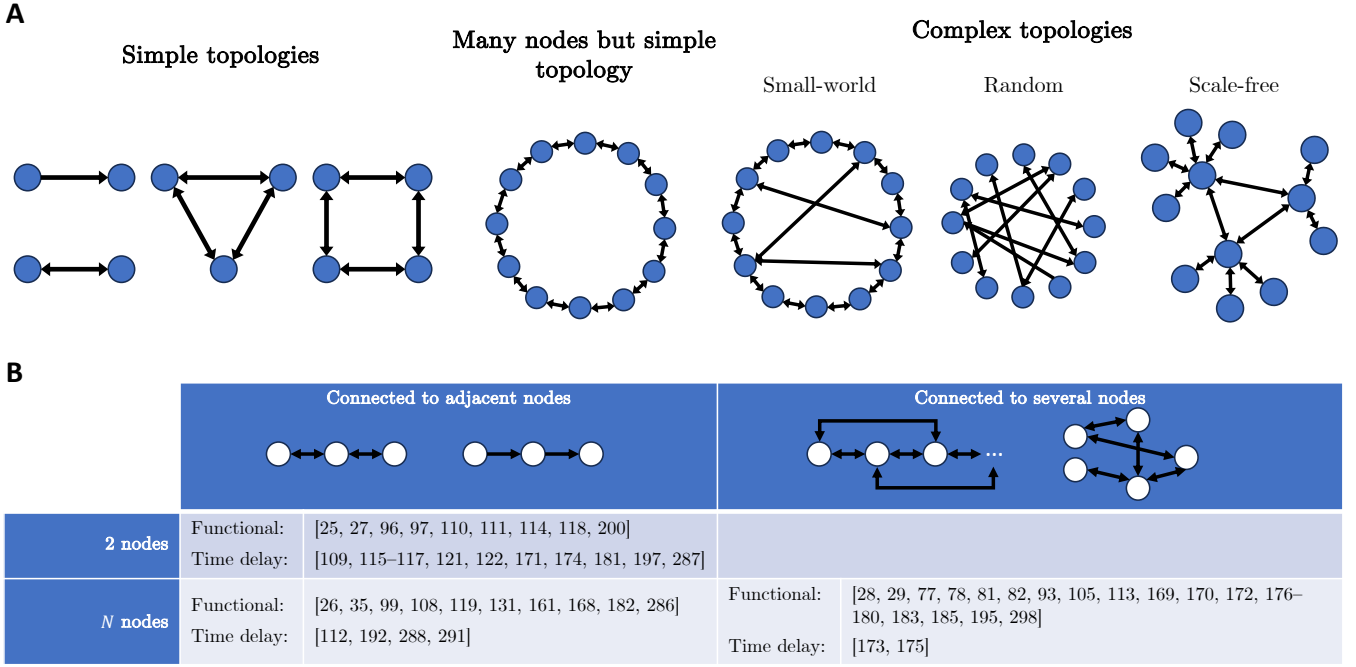 A
Simple topologies
Many nodes but simple
topology
Complex topologies
Small-world
Random
Scale-free
B
Connected to adjacent nodes
Connected to several nodes
...
2 nodes
Functional: [25, 27, 96, 97, 110, 111, 114, 118, 200]
Time delay: [109, 115–117, 121, 122, 171, 174, 181, 197, 287]
N nodes
Functional: [26, 35, 99, 108, 119, 131, 161, 168, 182, 286]
Time delay: [112, 192, 288, 291]
Functional: [28, 29, 77, 78, 81, 82, 93, 105, 113, 169, 170, 172, 176–
180, 183, 185, 195, 298]
Time delay: [173, 175]